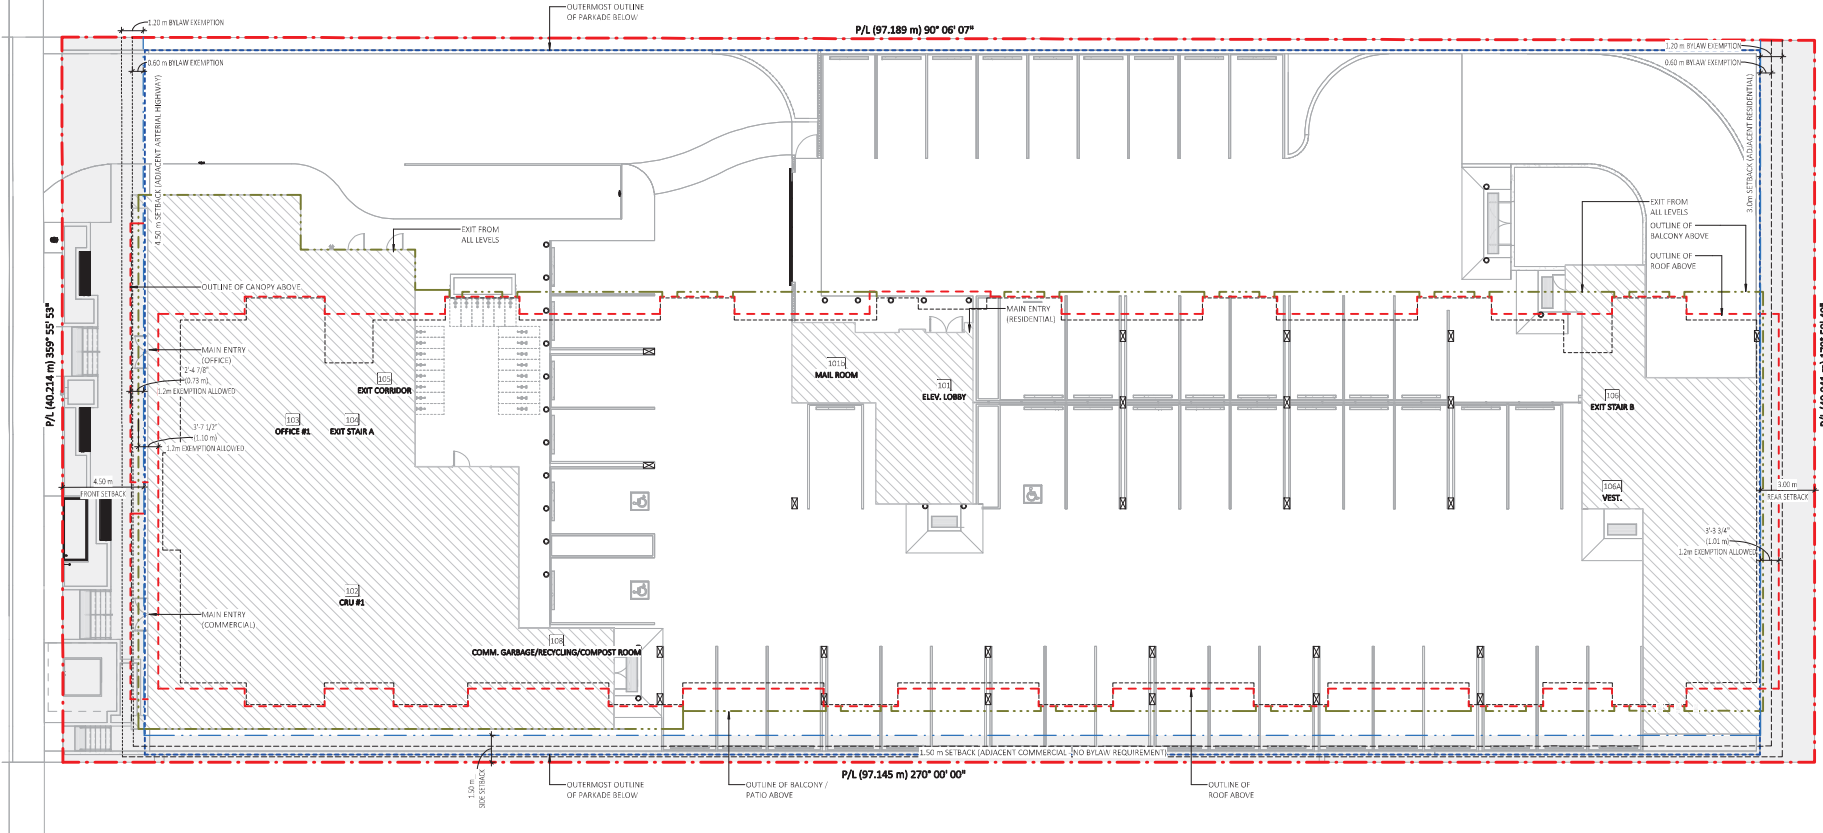 OUTERMOST OUTLINE
OF PARKADE BELOW
1.20 m BYLAW EXEMPTION
P/L (97.189 m) 90° 06' 07"
1.20 m BYLAW EXEMPTION
0.60 m BYLAW EXEMPTION
0.60 m BYLAW EXEMPTION
4.50 m SETBACK (ADJACENT ARTERIAL HIGHWAY)
3.0m SETBACK (ADJACENT RESIDENTIAL)
EXIT FROM
ALL LEVELS
EXIT FROM
ALL LEVELS
OUTLINE OF
BALCONY ABOVE
OUTLINE OF
ROOF ABOVE
OUTLINE OF CANOPY ABOVE
P/L (40.214 m) 359° 55' 53"
MAIN ENTRY
(RESIDENTIAL)
MAIN ENTRY
(OFFICE)
2'-4 7/8"
(0.73 m)
1.2m EXEMPTION ALLOWED
105
EXIT CORRIDOR
101b
MAIL ROOM
101
ELEV. LOBBY
106
EXIT STAIR B
103
OFFICE #1
104
EXIT STAIR A
3'-7 1/2"
(1.10 m)
1.2m EXEMPTION ALLOWED
4.50 m
FRONT SETBACK
106A
VEST.
3.00 m
REAR SETBACK
3'-3 3/4"
(1.01 m)
1.2m EXEMPTION ALLOWED
102
CRU #1
MAIN ENTRY
(COMMERCIAL)
108
COMM. GARBAGE/RECYCLING/COMPOST ROOM
1.50 m SETBACK (ADJACENT COMMERCIAL - NO BYLAW REQUIREMENT)
P/L (97.145 m) 270° 00' 00"
1.50 m
SIDE SETBACK
OUTERMOST OUTLINE
OF PARKADE BELOW
OUTLINE OF BALCONY /
PATIO ABOVE
OUTLINE OF
ROOF ABOVE